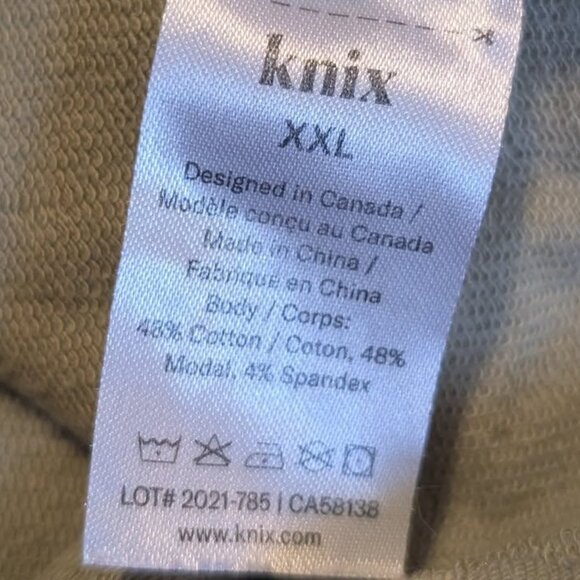 knix
XXL
Designed in Canada /
Modèle conçu au Canada
Made in China /
Fabriqué en China
Body / Corps:
48% Cotton / Coton, 48%
Modal, 4% Spandex
LOT# 2021-785 | CA58138
www.knix.com